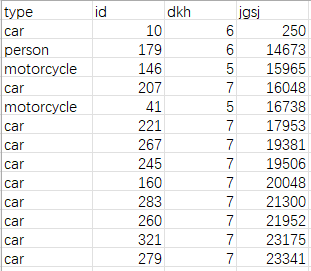 type id dkh jgsj
car 10 6 250
person 179 6 14673
motorcycle 146 5 15965
car 207 7 16048
motorcycle 41 5 16738
car 221 7 17953
car 267 7 19381
car 245 7 19506
car 160 7 20048
car 283 7 21300
car 260 7 21952
car 321 7 23175
car 279 7 23341